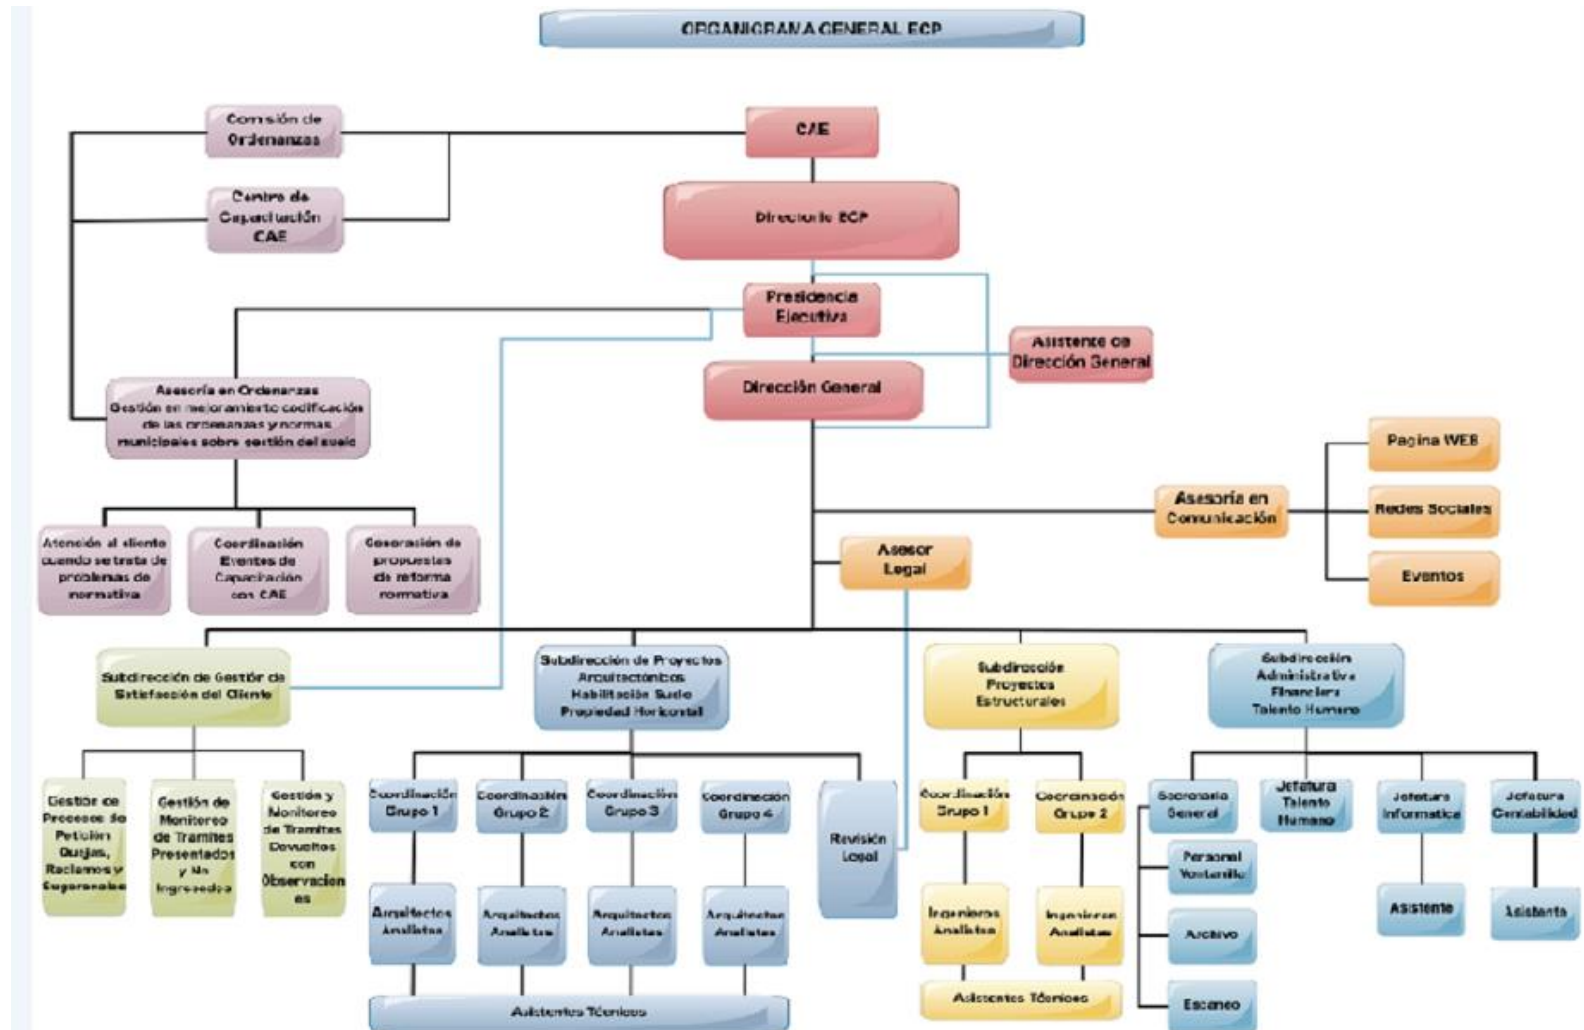 ORGANIGRAMA GENERAL ECP
Comisión de
Ordenanzas
CAE
Centro de
Capacitación
CAE
Directorio ECP
Presidencia
Ejecutiva
Asistente de
Dirección General
Dirección General
Asesoría en Ordenanzas
Gestión en mejoramiento codificación
de las ordenanzas y normas
municipales sobre gestión del suelo
Pagina WEB
Asesoría en
Comunicación
Redes Sociales
Eventos
Atención al cliente
cuando se trata de
problemas de
normativa
Coordinación
Eventos de
Capacitación
con CAE
Generación de
propuestas
de reforma
normativa
Asesor
Legal
Subdirección de Gestión de
Satisfacción del Cliente
Subdirección de Proyectos
Arquitectónicos
Habilitación Suelo
Propiedad Horizontal
Subdirección
Proyectos
Estructurales
Subdirección
Administrativa
Financiera
Talento Humano
Gestión de
Procesos de
Petición
Quejas,
Reclamos y
Sugerencias
Gestión de
Monitoreo
de Tramites
Presentados
y No
Ingresados
Gestión y
Monitoreo
de Tramites
Devueltos
con
Observacion
es
Coordinación
Grupo 1
Coordinación
Grupo 2
Coordinación
Grupo 3
Coordinación
Grupo 4
Revisión
Legal
Coordinación
Grupo 1
Coordinación
Grupo 2
Secretaria
General
Jefatura
Talento
Humano
Jefatura
Informatica
Jefatura
Contabilidad
Arquitectos
Analistas
Arquitectos
Analistas
Arquitectos
Analistas
Arquitectos
Analistas
Ingenieros
Analistas
Ingenieros
Analistas
Personal
Ventanilla
Archivo
Escaneo
Asistente
Asistente
Asistentes Técnicos
Asistentes Técnicos